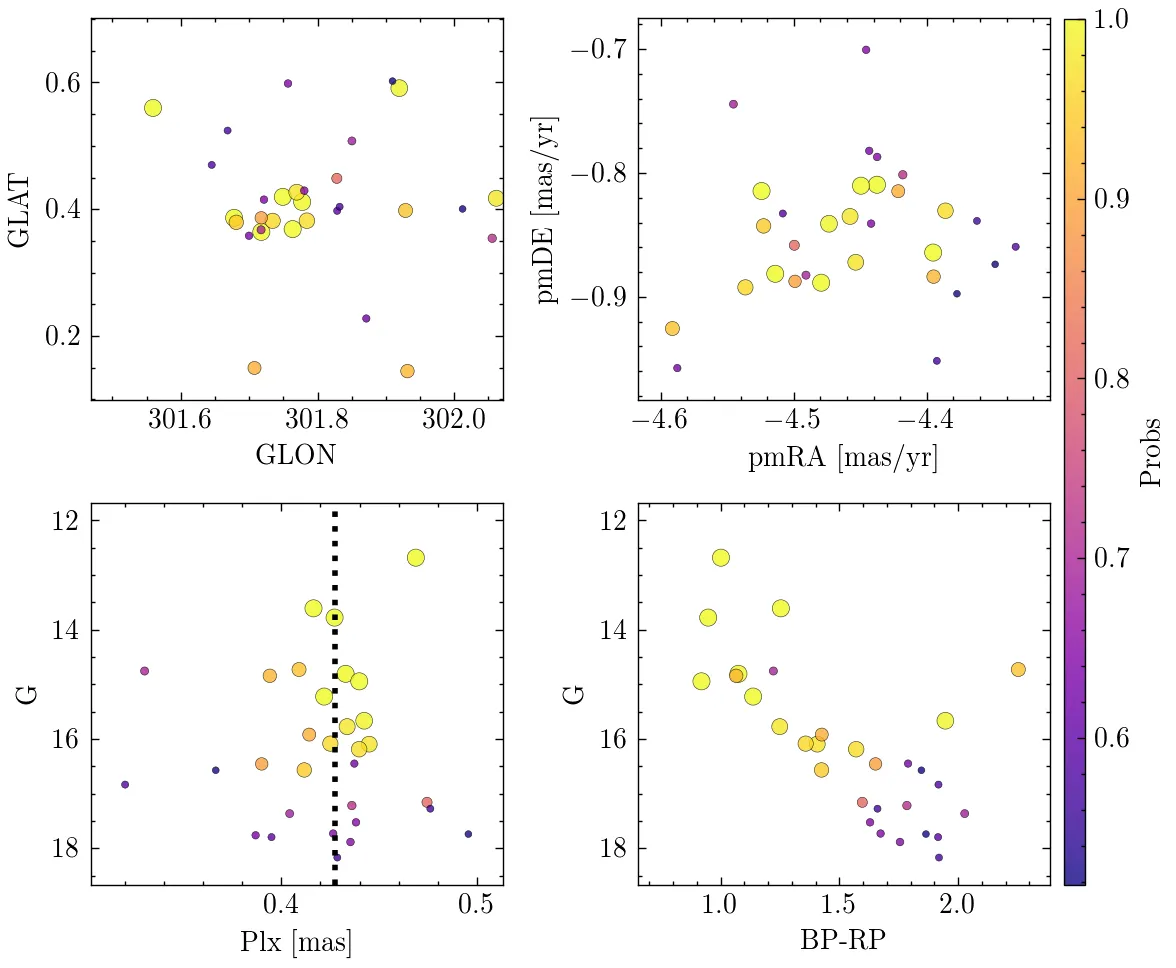 0.6
0.4
0.2
GLAT
301.6 301.8 302.0
GLON
−0.7
−0.8
−0.9
pmDE [mas/yr]
−4.6 −4.5 −4.4
pmRA [mas/yr]
1.0
0.9
0.8
0.7
0.6
Probs
12
14
16
18
G
0.4 0.5
Plx [mas]
12
14
16
18
G
1.0 1.5 2.0
BP-RP